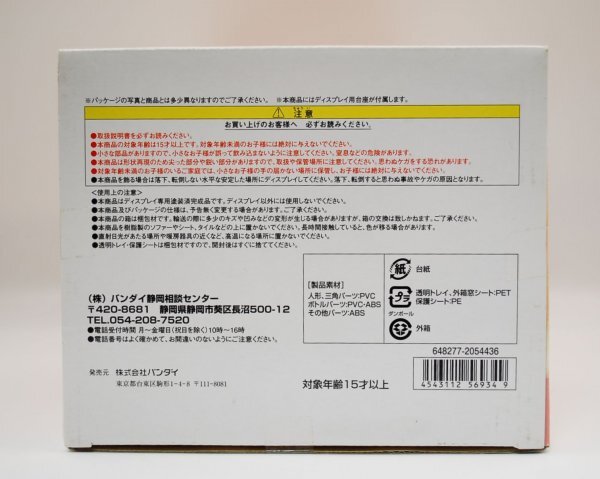 ※パッケージの写真と商品とは多少異なりますのでご了承ください。 ※本商品にはディスプレイ用台座が付属します。
注意
お買い上げのお客様へ 必ずお読みください。
●取扱説明書を必ずお読みください。
●本商品の対象年齢は15才以上です。対象年齢未満のお子様には絶対に与えないでください。
●小さな部品がありますので、小さなお子様が誤って飲み込まないように注意してください。窒息などの危険があります。
●本商品は形状再現のため尖った部分や鋭い部分がありますので、取扱や保管場所に注意してください。思わぬケガをする恐れがあります。
●対象年齢未満のお子様のいるご家庭では、小さなお子様の手の届かない場所に保管し、お子様には絶対に与えないでください。
●本商品を飾る場合は落下、転倒しない水平な安定した場所にディスプレイしてください。落下、転倒すると思わぬ事故やケガの原因となります。
<使用上の注意>
●本商品はディスプレイ専用塗装済完成品です。ディスプレイ以外には使用しないでください。
●本商品及びパッケージの仕様は、予告無く変更する場合があります。ご了承ください。
●本商品の箱は梱包材です。輸送の際に多少のキズや凹みなどの変形が生じる場合がありますが、箱の交換は致しかねます。ご了承ください。
●本商品を樹脂製のソファーやシート、タイルなどの上に置かないでください。長時間接触していると、色が移る場合があります。
●直射日光があたる場所や暖房器具の近くなど、高温になる場所に置かないでください。
●透明トレイ・保護シートは梱包材ですので、開封後はすぐに捨ててください。
(株)バンダイ静岡相談センター
〒420-8681 静岡県静岡市葵区長沼500-12
TEL.054-208-7520
●電話受付時間 月〜金曜日(祝日を除く)10時〜16時
●電話番号はよく確かめて、お間違いのないようにご注意ください。
発売元 株式会社バンダイ
東京都台東区駒形1-4-8 〒111-8081
[製品素材]
人形、三角パーツ:PVC
ボトルパーツ:PVC・ABS
その他パーツ:ABS
紙
台紙
プラ
透明トレイ、外箱窓シート:PET
保護シート:PE
ダンボール
外箱
648277-2054436
4543112 569349
対象年齢15才以上